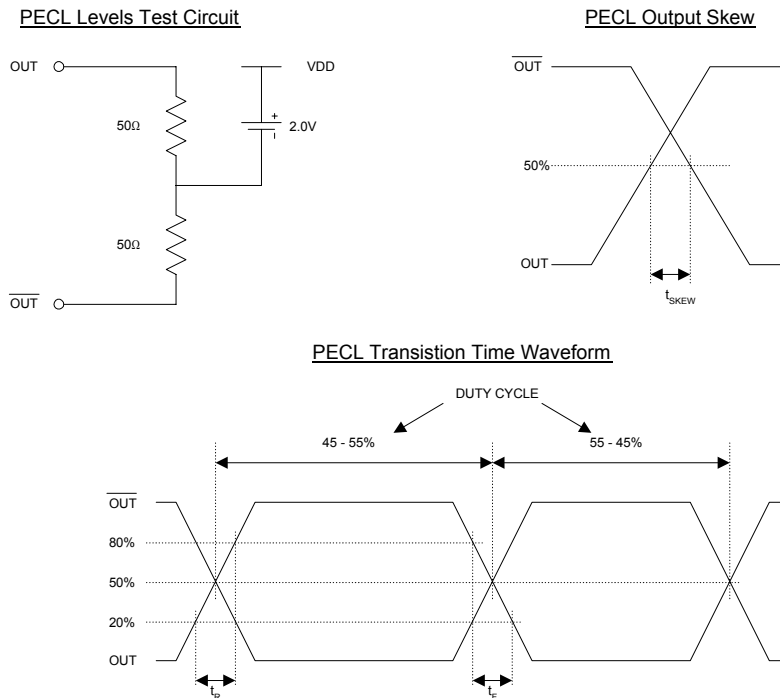 PECL Levels Test Circuit
OUT
VDD
50Ω
+
2.0V
50Ω
OUT
PECL Output Skew
OUT
50%
OUT
tSKEW
PECL Transistion Time Waveform
DUTY CYCLE
45 - 55%
55 - 45%
OUT
80%
50%
20%
OUT
tR
tF